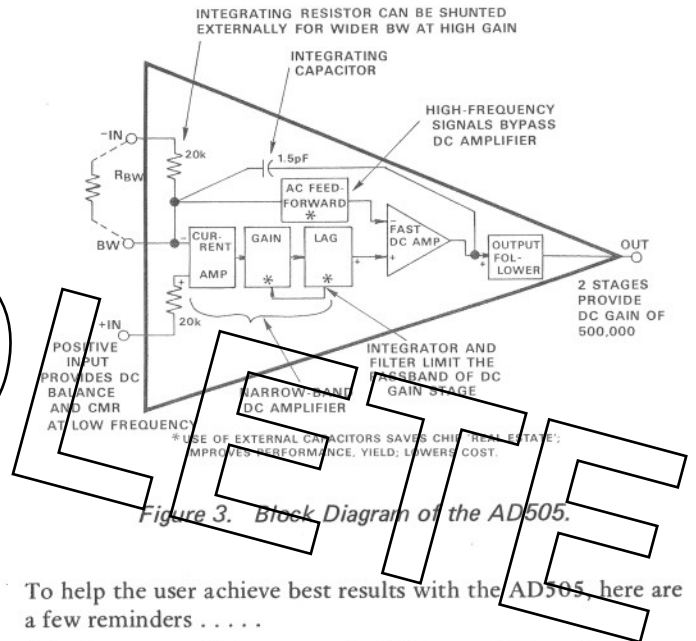 INTEGRATING RESISTOR CAN BE SHUNTED
EXTERNALLY FOR WIDER BW AT HIGH GAIN
INTEGRATING
CAPACITOR
HIGH-FREQUENCY
SIGNALS BYPASS
DC AMPLIFIER
-IN
20k
1.5pF
RBW
AC FEED-
FORWARD
*
BW
-
CUR-
RENT
AMP
+
GAIN
*
LAG
*
+
-
+
FAST
DC AMP
+
OUTPUT
FOL-
LOWER
OUT
2 STAGES
PROVIDE
DC GAIN OF
500,000
+IN
20k
POSITIVE
INPUT
PROVIDES DC
BALANCE
AND CMR
AT LOW FREQUENCY
NARROW-BAND
DC AMPLIFIER
INTEGRATOR AND
FILTER LIMIT THE
PASSBAND OF DC
GAIN STAGE
*USE OF EXTERNAL CAPACITORS SAVES CHIP 'REAL ESTATE';
IMPROVES PERFORMANCE, YIELD; LOWERS COST.
LETE
Figure 3. Block Diagram of the AD505.
To help the user achieve best results with the AD505, here are
a few reminders . . . . .